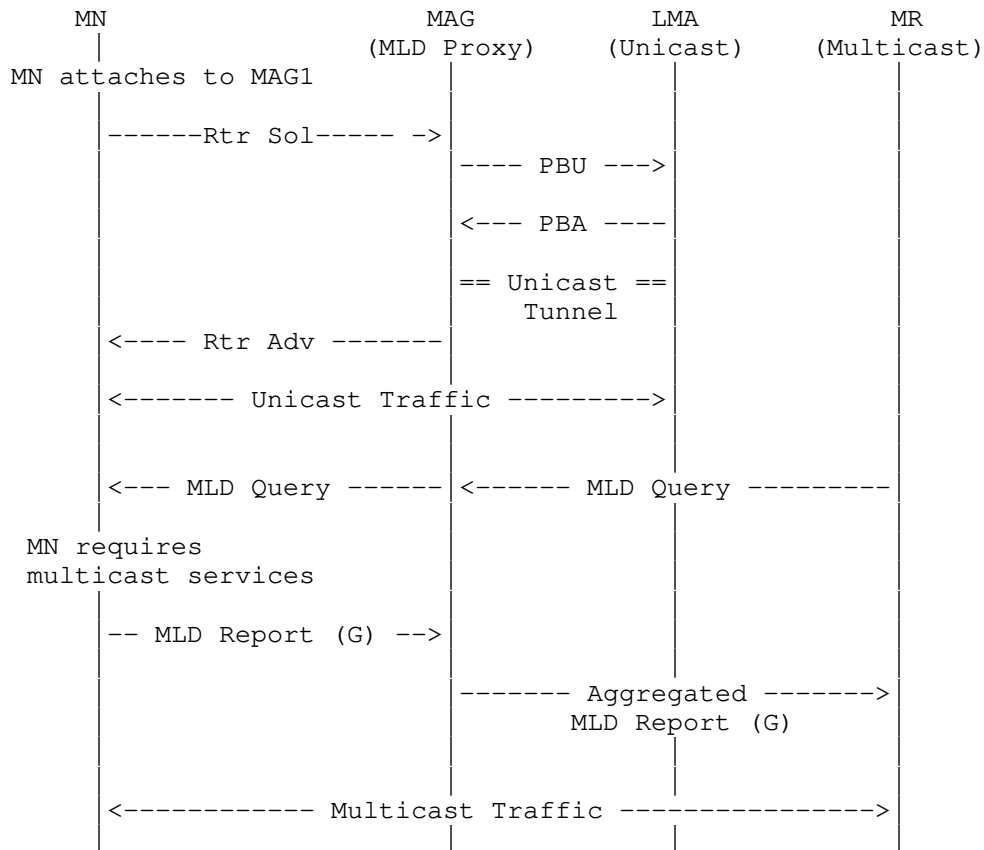 MN MAG LMA MR
(MLD Proxy) (Unicast) (Multicast)
MN attaches to MAG1
------Rtr Sol----- ->
---- PBU --->
<--- PBA ----
== Unicast ==
Tunnel
<---- Rtr Adv -------
<------- Unicast Traffic --------->
<--- MLD Query ------ <------ MLD Query ---------
MN requires
multicast services
-- MLD Report (G) -->
------- Aggregated ------->
MLD Report (G)
<------------ Multicast Traffic --------------->